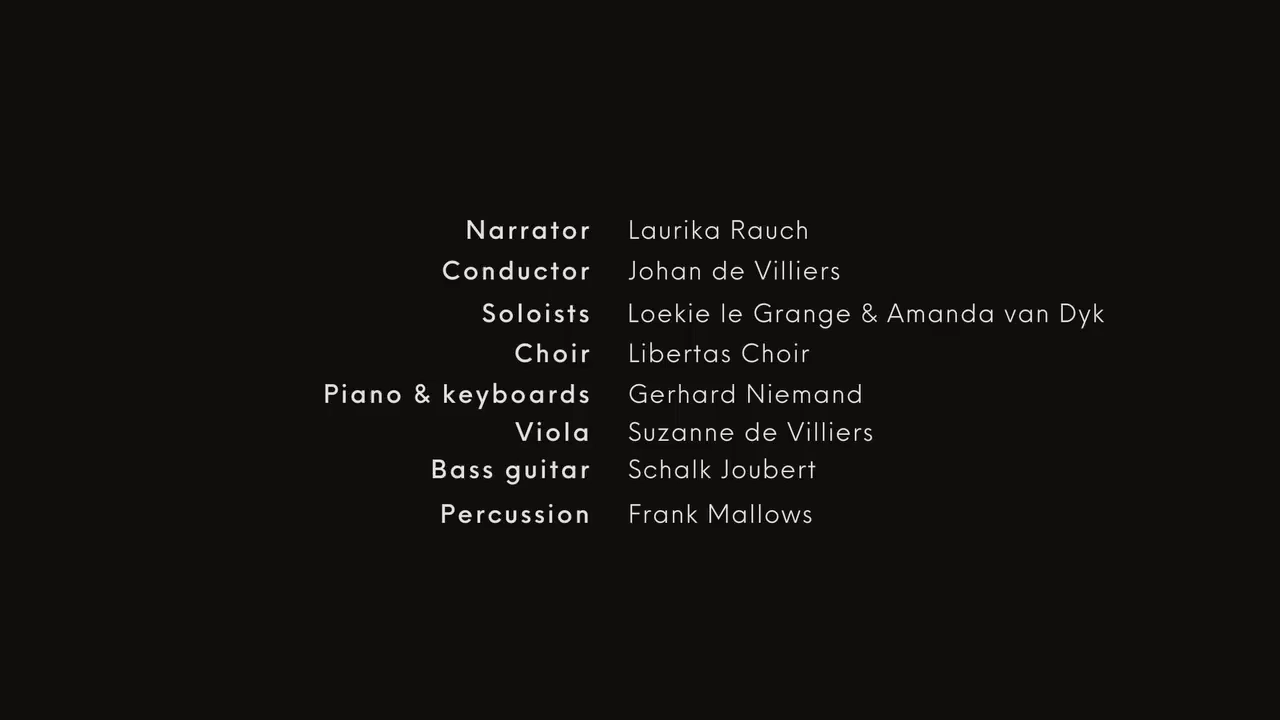 Narrator Laurika Rauch
Conductor Johan de Villiers
Soloists Loekie le Grange & Amanda van Dyk
Choir Libertas Choir
Piano & keyboards Gerhard Niemand
Viola Suzanne de Villiers
Bass guitar Schalk Joubert
Percussion Frank Mallows